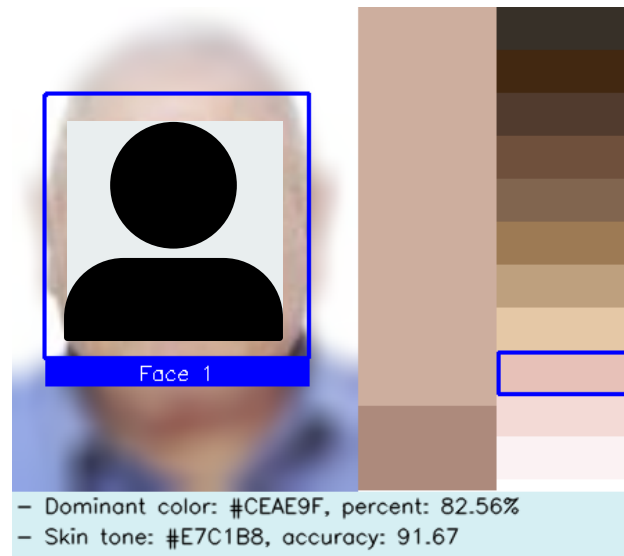 Face 1
– Dominant color: #CEAE9F, percent: 82.56%
– Skin tone: #E7C1B8, accuracy: 91.67